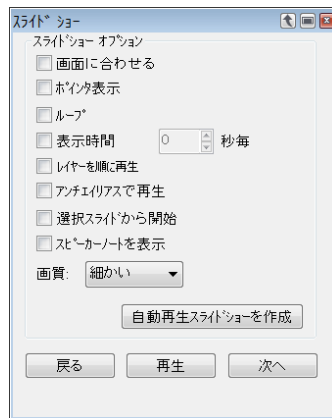 スライド ショー
スライドショー オプション
画面に合わせる
ポインタ表示
ループ
表示時間 0 秒毎
レイヤーを順に再生
アンチエイリアスで再生
選択スライドから開始
スピーカーノートを表示
画質: 細かい
自動再生スライドショーを作成
戻る 再生 次へ